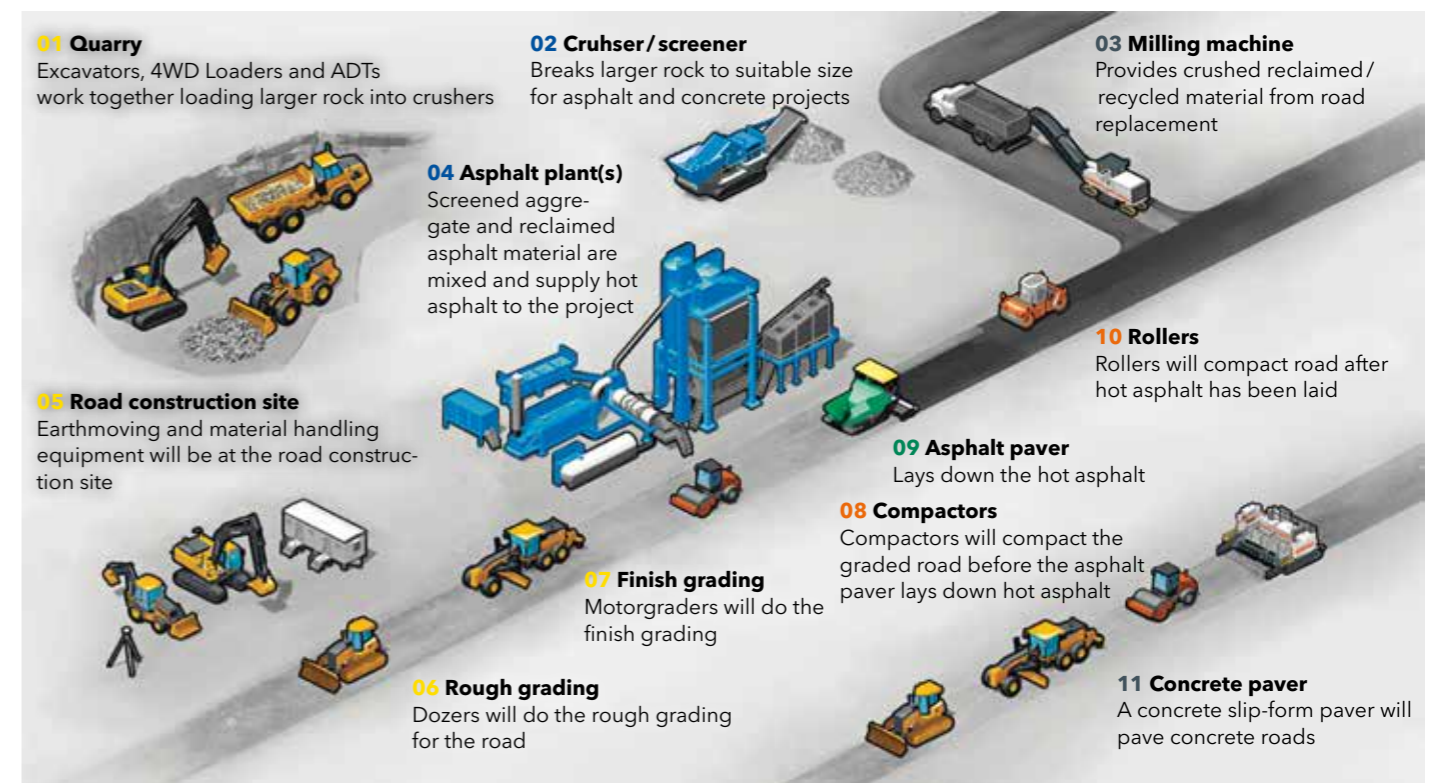 01 Quarry
Excavators, 4WD Loaders and ADTs
work together loading larger rock into crushers
02 Cruhser / screener
Breaks larger rock to suitable size
for asphalt and concrete projects
03 Milling machine
Provides crushed reclaimed /
recycled material from road
replacement
04 Asphalt plant(s)
Screened aggre-
gate and reclaimed
asphalt material are
mixed and supply hot
asphalt to the project
05 Road construction site
Earthmoving and material handling
equipment will be at the road construc-
tion site
06 Rough grading
Dozers will do the rough grading
for the road
07 Finish grading
Motorgraders will do the
finish grading
08 Compactors
Compactors will compact the
graded road before the asphalt
paver lays down hot asphalt
09 Asphalt paver
Lays down the hot asphalt
10 Rollers
Rollers will compact road after
hot asphalt has been laid
11 Concrete paver
A concrete slip-form paver will
pave concrete roads